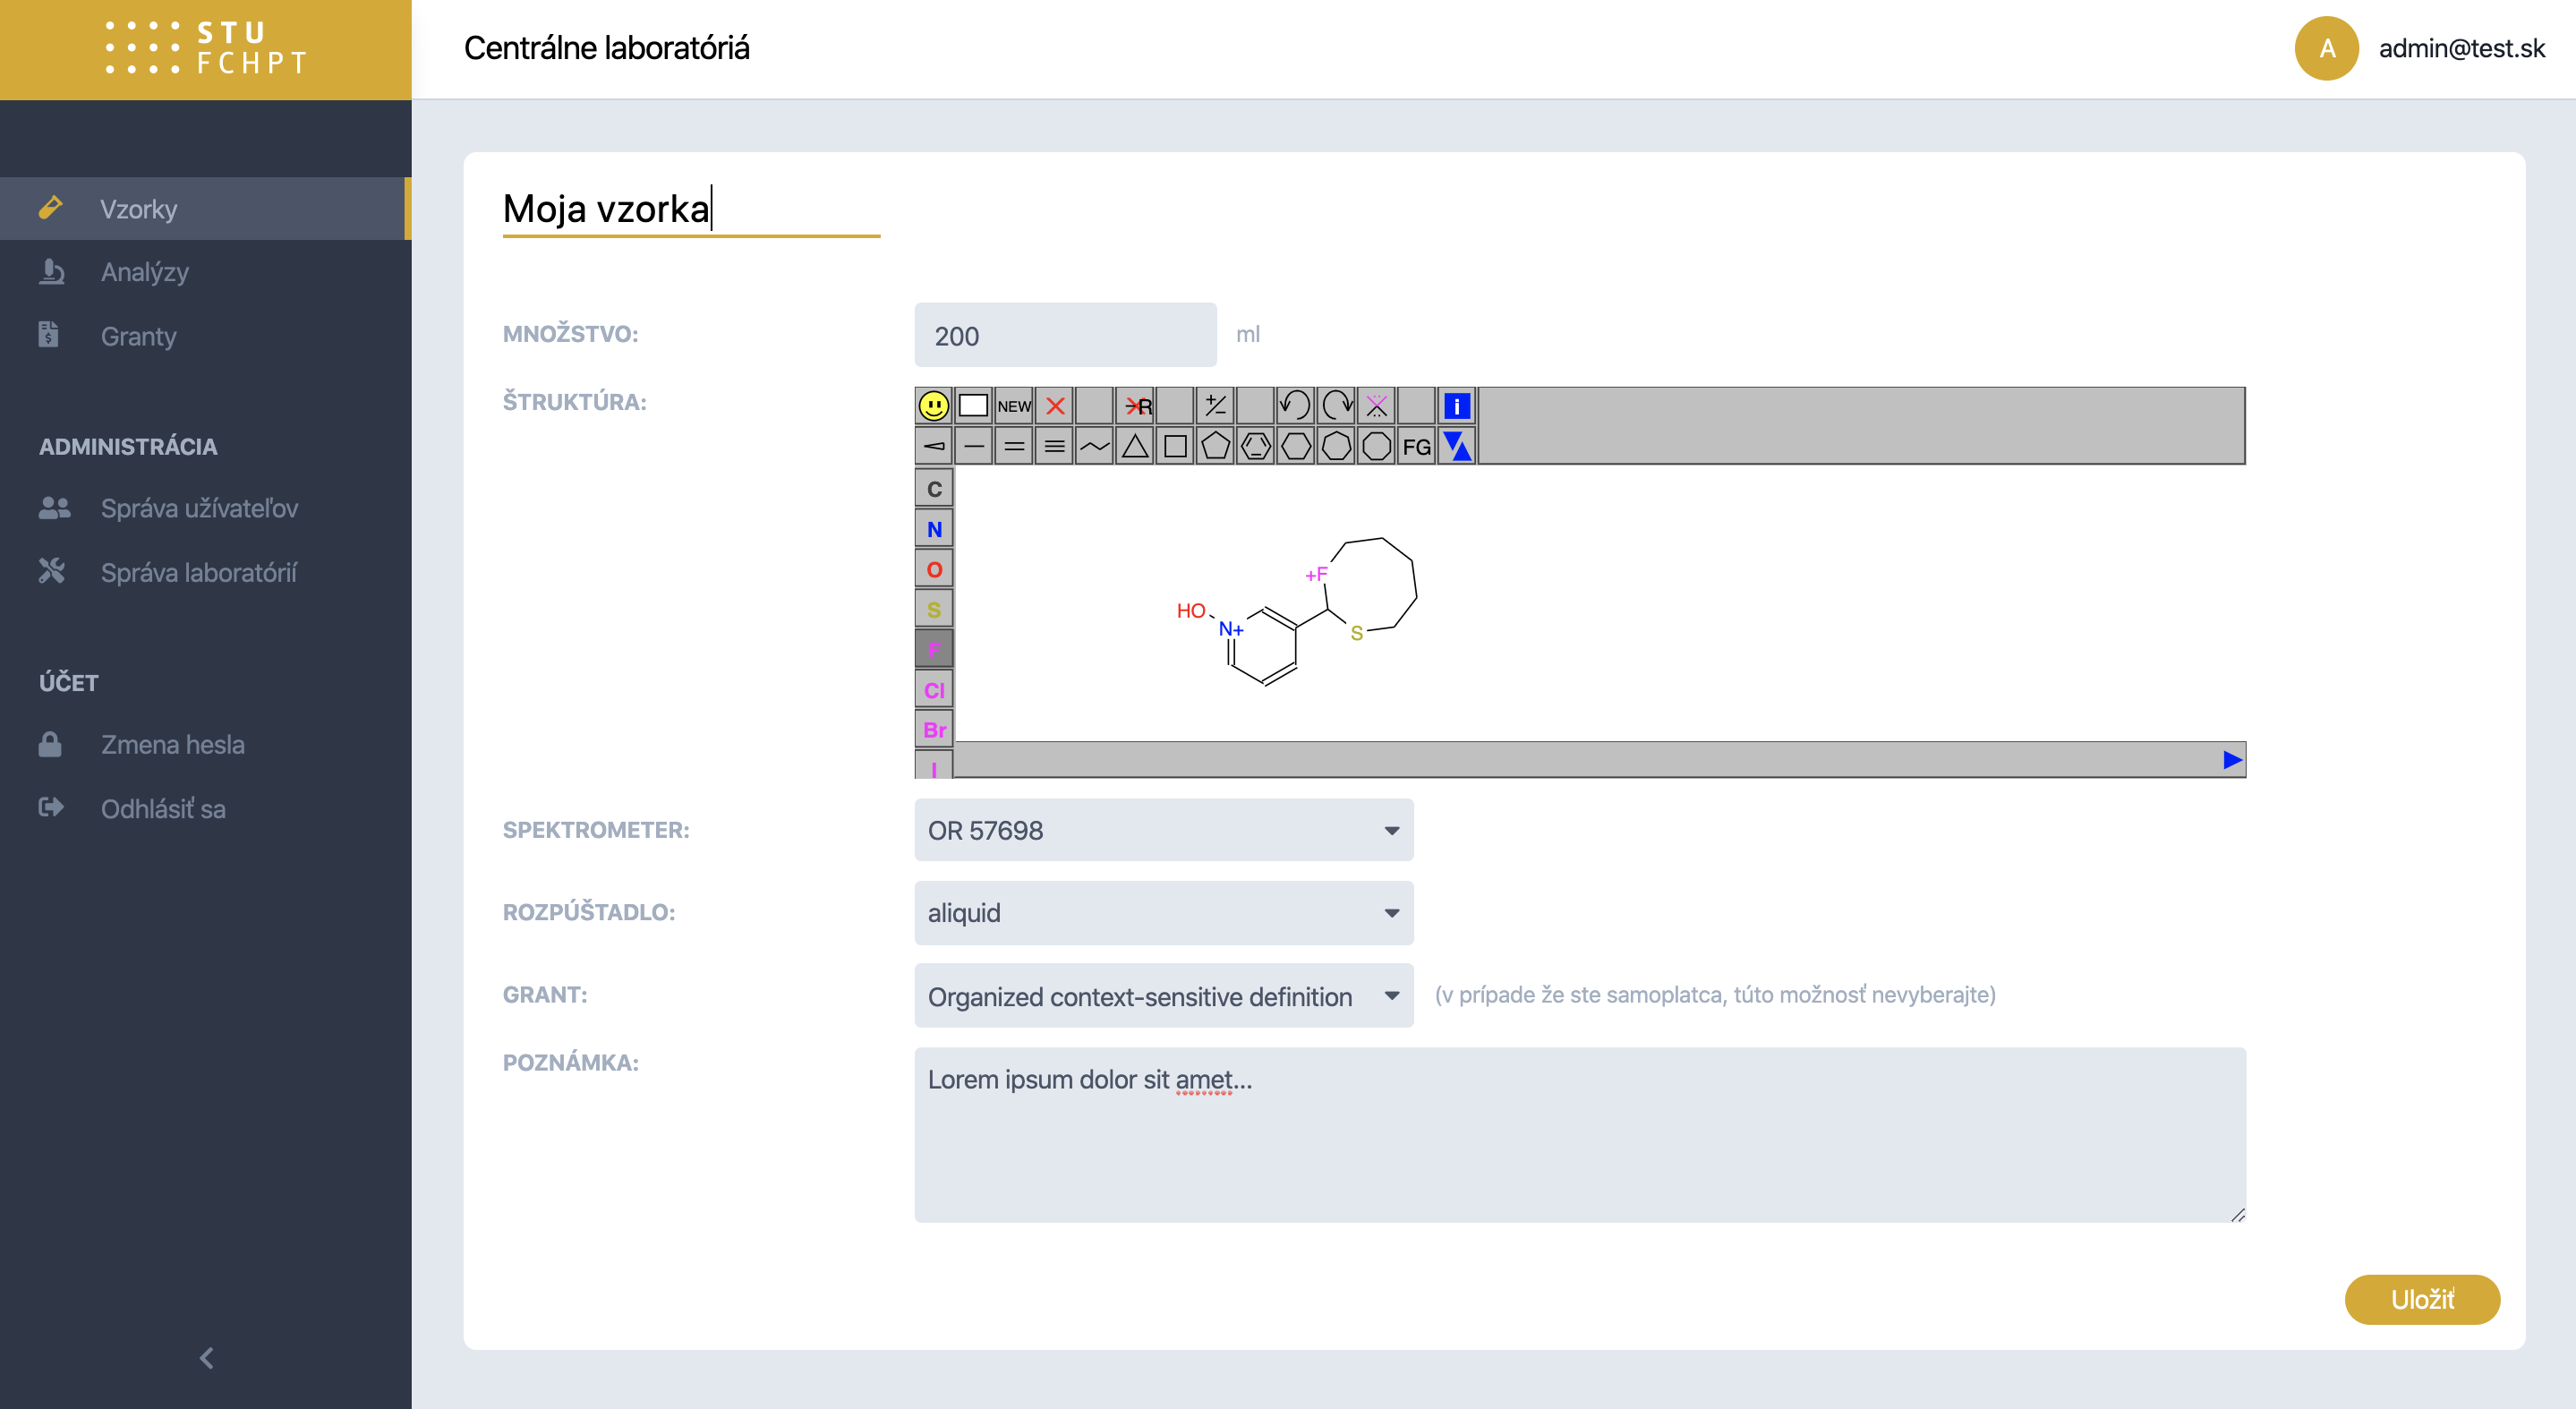 STU
FCHPT
Centrálne laboratóriá
A
admin@test.sk
Vzorky
Analýzy
Granty
ADMINISTRÁCIA
Správa užívateľov
Správa laboratórií
ÚČET
Zmena hesla
Odhlásiť sa
Moja vzorka
MNOŽSTVO:
200
ml
ŠTRUKTÚRA:
NEW
R
i
FG
C
N
O
S
F
Cl
Br
I
+F
HO
N+
S
SPEKTROMETER:
OR 57698
ROZPÚŠTADLO:
aliquid
GRANT:
Organized context-sensitive definition
(v prípade že ste samoplatca, túto možnosť nevyberajte)
POZNÁMKA:
Lorem ipsum dolor sit amet...
Uložiť